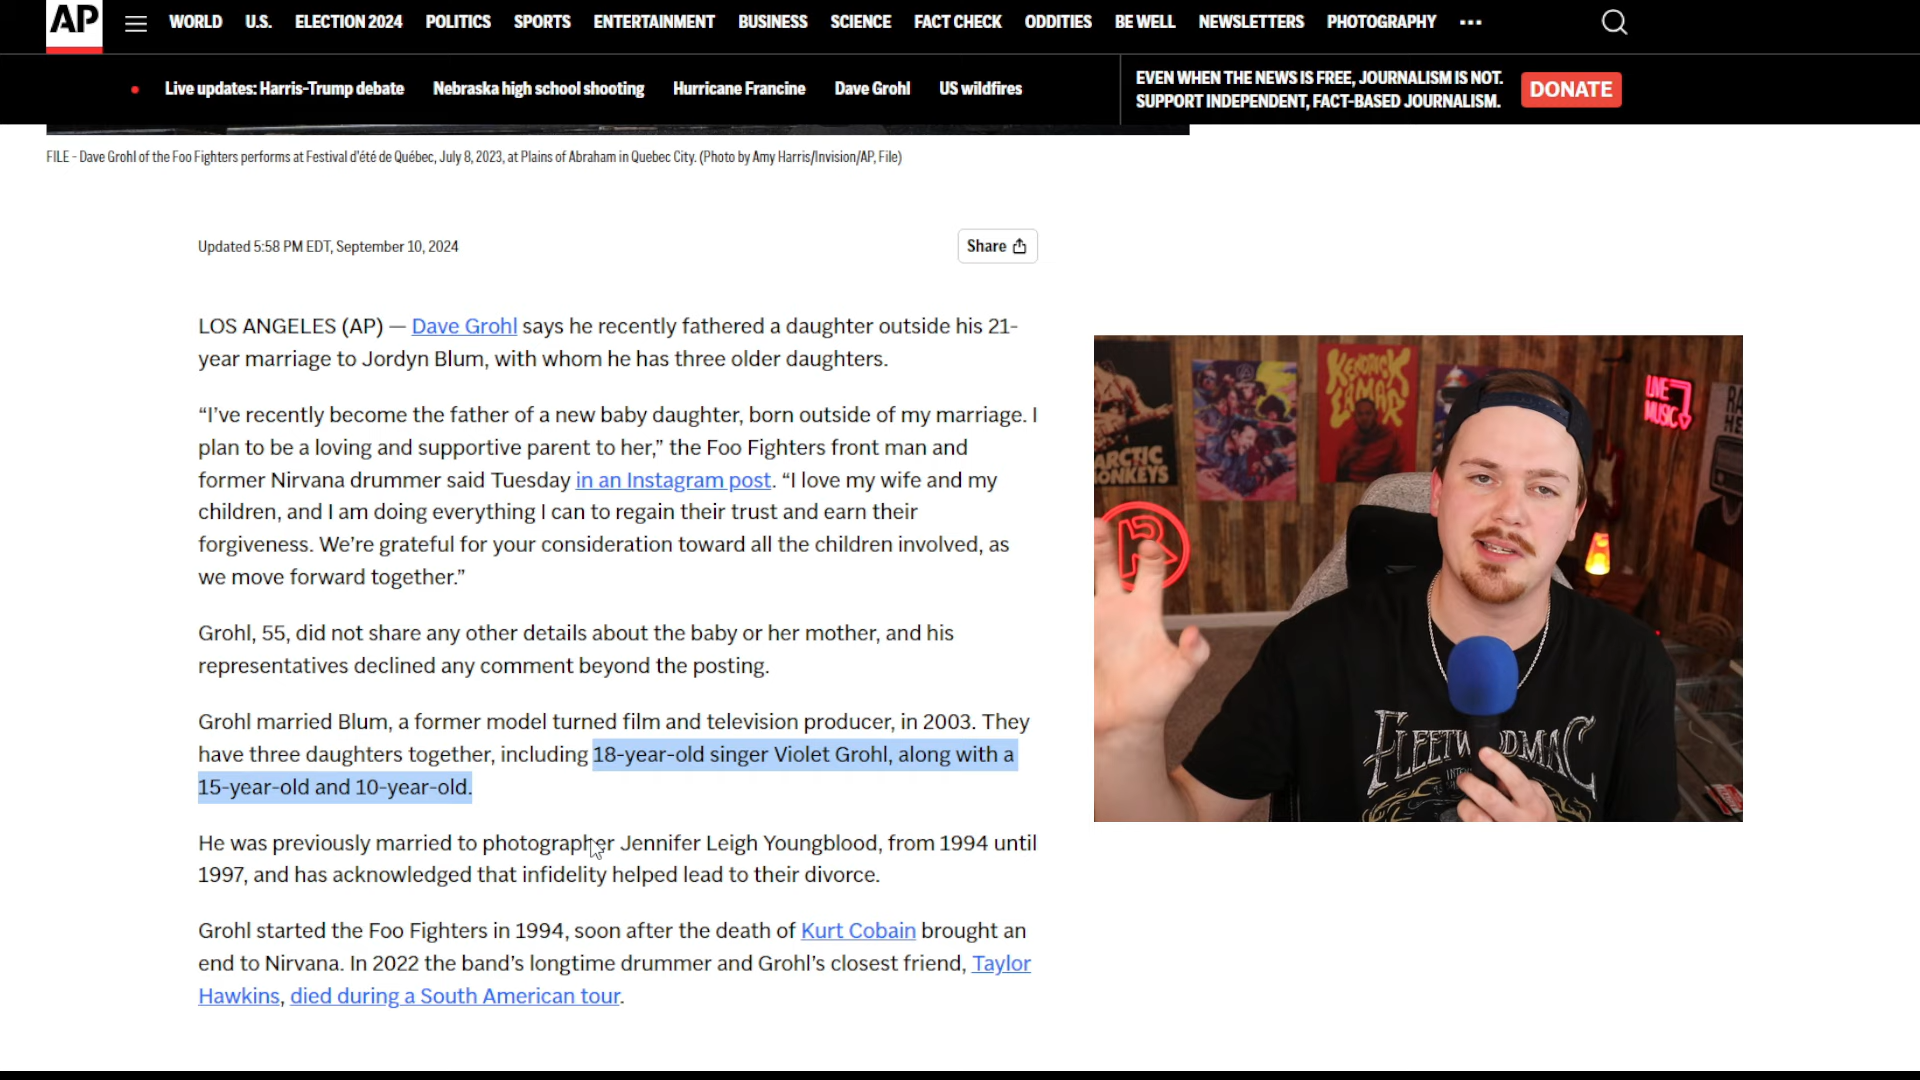 AP
WORLD U.S. ELECTION 2024 POLITICS SPORTS ENTERTAINMENT BUSINESS SCIENCE FACT CHECK ODDITIES BE WELL NEWSLETTERS PHOTOGRAPHY •••
Live updates: Harris-Trump debate Nebraska high school shooting Hurricane Francine Dave Grohl US wildfires
EVEN WHEN THE NEWS IS FREE, JOURNALISM IS NOT.
SUPPORT INDEPENDENT, FACT-BASED JOURNALISM.
DONATE
FILE - Dave Grohl of the Foo Fighters performs at Festival d'été de Québec, July 8, 2023, at Plains of Abraham in Quebec City. (Photo by Amy Harris/Invision/AP, File)
Updated 5:58 PM EDT, September 10, 2024
Share
LOS ANGELES (AP) — Dave Grohl says he recently fathered a daughter outside his 21-
year marriage to Jordyn Blum, with whom he has three older daughters.
“I’ve recently become the father of a new baby daughter, born outside of my marriage. I
plan to be a loving and supportive parent to her,” the Foo Fighters front man and
former Nirvana drummer said Tuesday in an Instagram post. “I love my wife and my
children, and I am doing everything I can to regain their trust and earn their
forgiveness. We’re grateful for your consideration toward all the children involved, as
we move forward together.”
Grohl, 55, did not share any other details about the baby or her mother, and his
representatives declined any comment beyond the posting.
Grohl married Blum, a former model turned film and television producer, in 2003. They
have three daughters together, including 18-year-old singer Violet Grohl, along with a
15-year-old and 10-year-old.
He was previously married to photographer Jennifer Leigh Youngblood, from 1994 until
1997, and has acknowledged that infidelity helped lead to their divorce.
Grohl started the Foo Fighters in 1994, soon after the death of Kurt Cobain brought an
end to Nirvana. In 2022 the band’s longtime drummer and Grohl’s closest friend, Taylor
Hawkins, died during a South American tour.
ARCTIC
MONKEYS
KENDRICK
LAMAR
LIVE
MUSIC
R